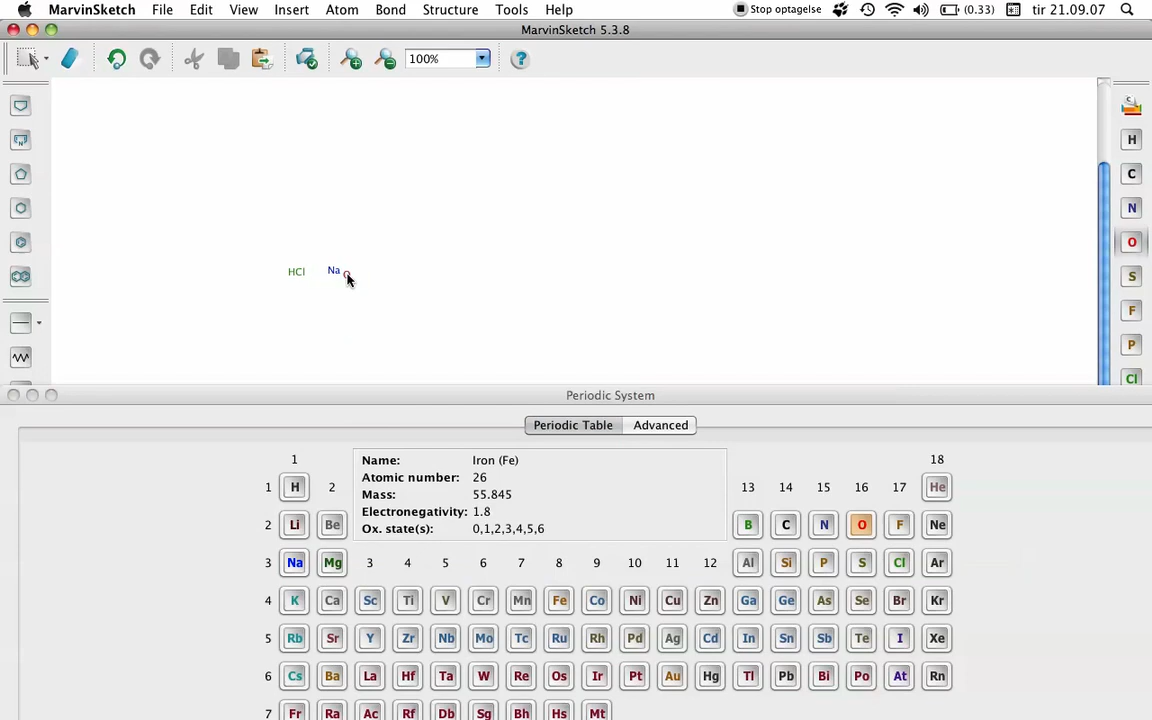 MarvinSketch File Edit View Insert Atom Bond Structure Tools Help Stop optagelse (0.33) tir 21.09.07
MarvinSketch 5.3.8
100% ?
N
C
H
C
N
O
S
F
P
Cl
HCl Na O
Periodic System
Periodic Table Advanced
1 18
Name: Iron (Fe)
Atomic number: 26
Mass: 55.845
Electronegativity: 1.8
Ox. state(s): 0,1,2,3,4,5,6
1 H 2 13 14 15 16 17 He
2 Li Be B C N O F Ne
3 Na Mg 3 4 5 6 7 8 9 10 11 12 Al Si P S Cl Ar
4 K Ca Sc Ti V Cr Mn Fe Co Ni Cu Zn Ga Ge As Se Br Kr
5 Rb Sr Y Zr Nb Mo Tc Ru Rh Pd Ag Cd In Sn Sb Te I Xe
6 Cs Ba La Hf Ta W Re Os Ir Pt Au Hg Tl Pb Bi Po At Rn
7 Fr Ra Ac Rf Db Sg Bh Hs Mt